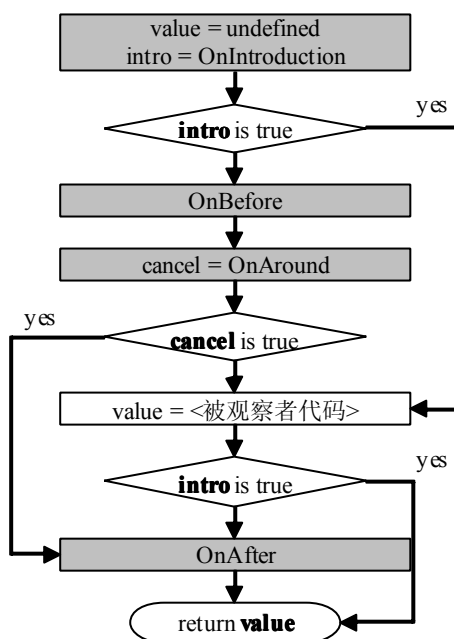 value = undefined
intro = OnIntroduction
yes
intro is true
OnBefore
cancel = OnAround
yes
cancel is true
value = <被观察者代码>
yes
intro is true
OnAfter
return value